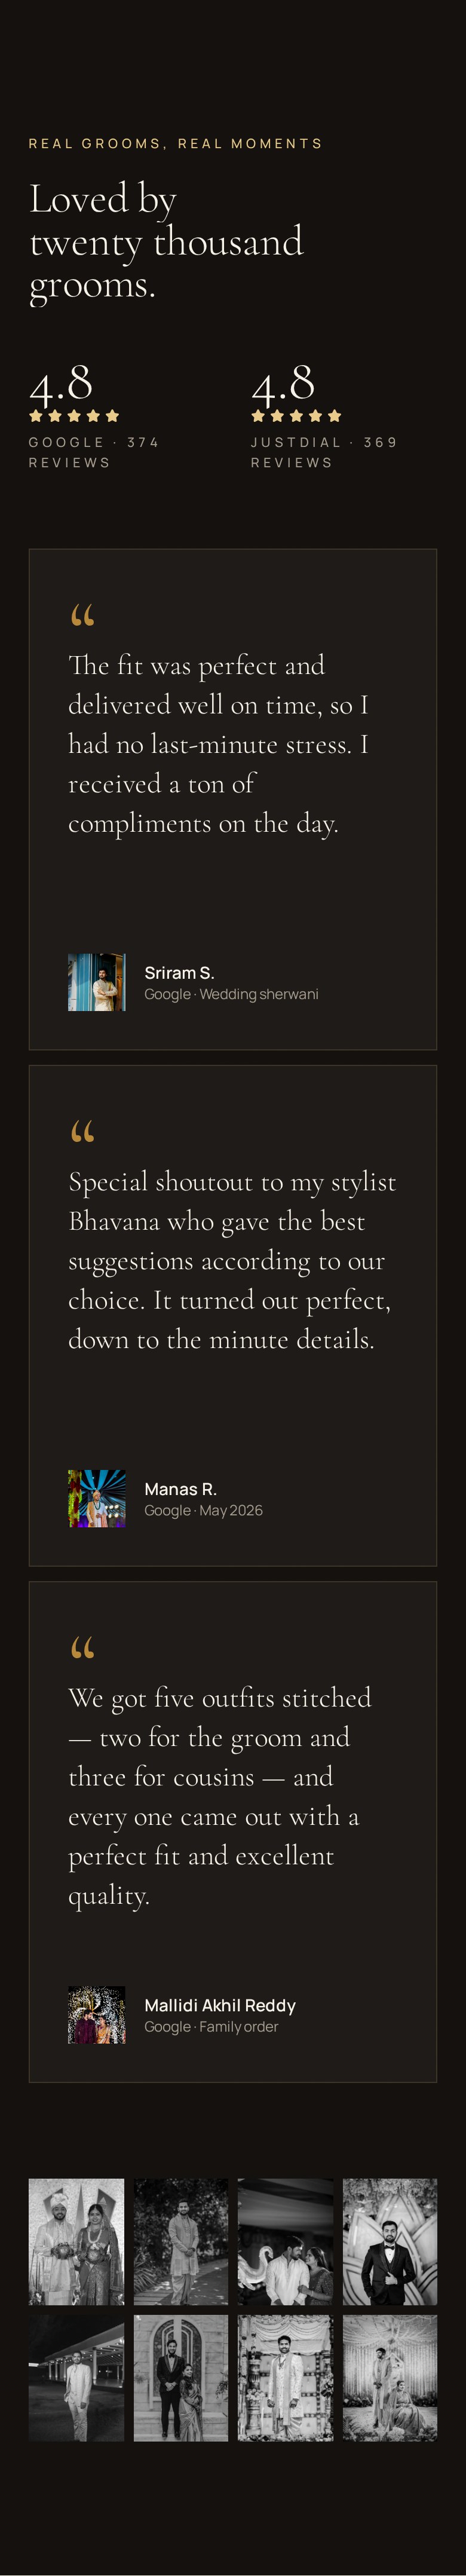 REAL GROOMS, REAL MOMENTS
Loved by
twenty thousand
grooms.
4.8
GOOGLE · 374
REVIEWS
4.8
JUSTDIAL · 369
REVIEWS
“
The fit was perfect and
delivered well on time, so I
had no last-minute stress. I
received a ton of
compliments on the day.
Sriram S.
Google · Wedding sherwani
“
Special shoutout to my stylist
Bhavana who gave the best
suggestions according to our
choice. It turned out perfect,
down to the minute details.
Manas R.
Google · May 2026
“
We got five outfits stitched
— two for the groom and
three for cousins — and
every one came out with a
perfect fit and excellent
quality.
Mallidi Akhil Reddy
Google · Family order